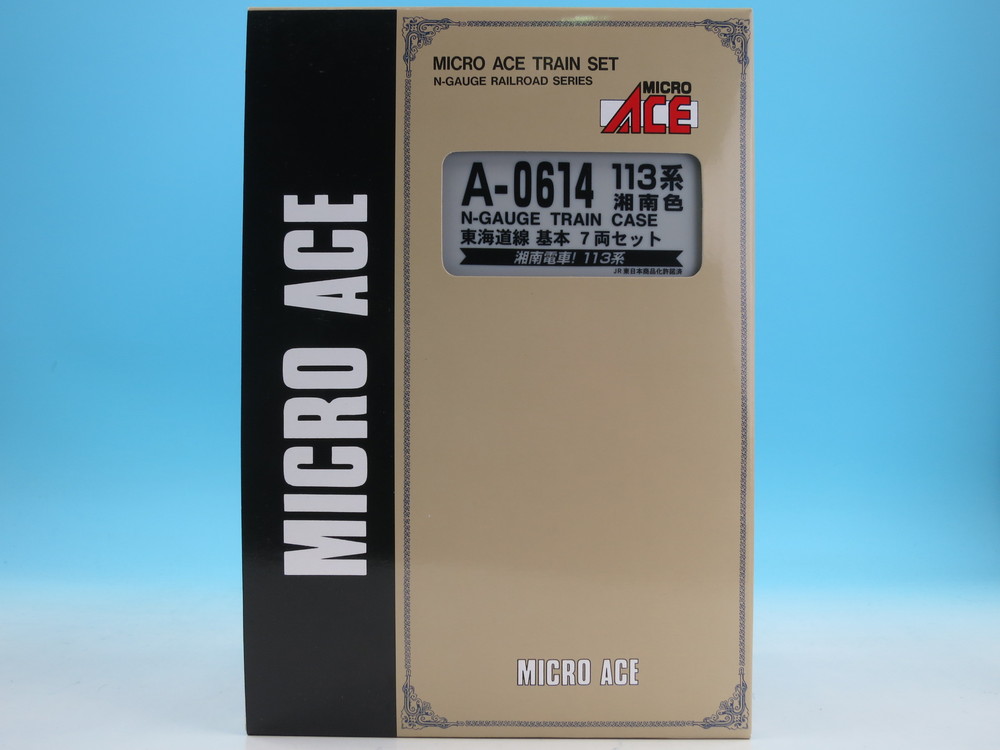 MICRO ACE
MICRO ACE TRAIN SET
N-GAUGE RAILROAD SERIES
MICRO
ACE
A-0614 113系
湘南色
N-GAUGE TRAIN CASE
東海道線 基本 7両セット
湘南電車! 113系
JR東日本商品化許諾済
MICRO ACE